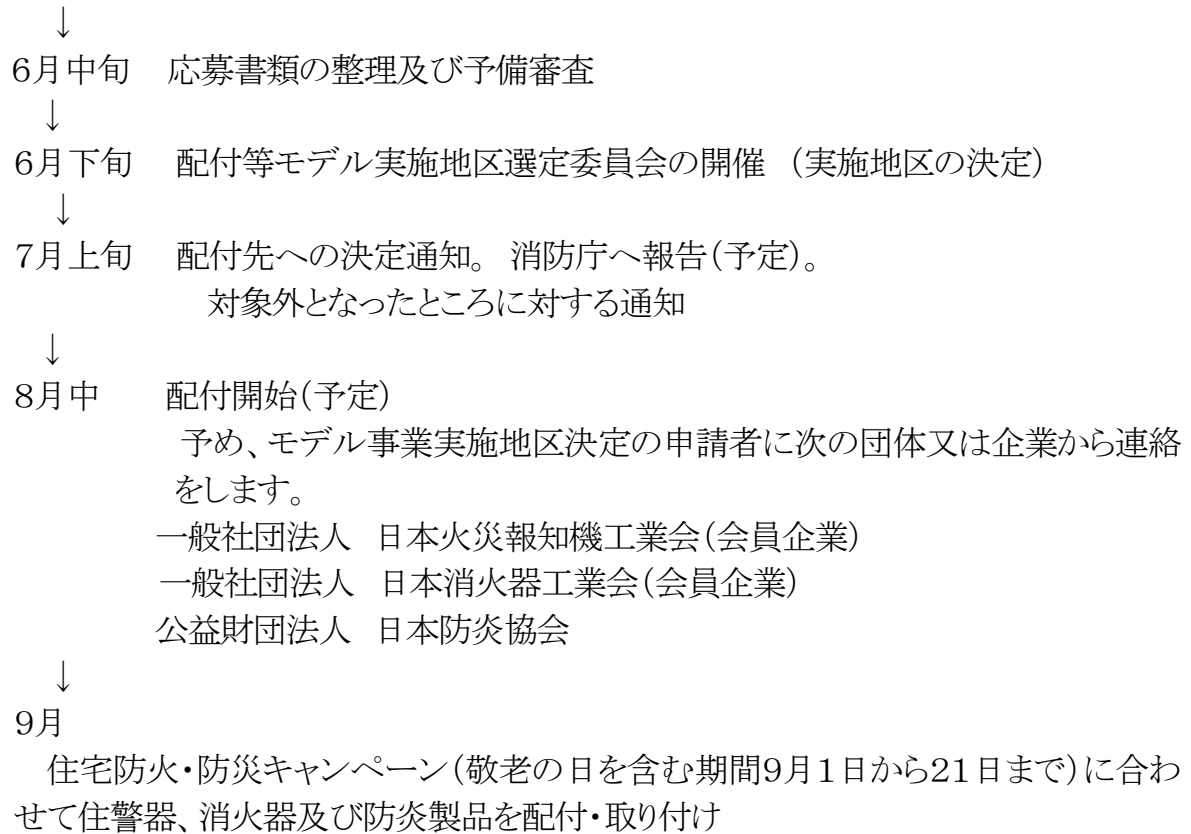 ↓
6月中旬　応募書類の整理及び予備審査
↓
6月下旬　配付等モデル実施地区選定委員会の開催　（実施地区の決定）
↓
7月上旬　配付先への決定通知。 消防庁へ報告（予定）。
対象外となったところに対する通知
↓
8月中　配付開始（予定）
予め、モデル事業実施地区決定の申請者に次の団体又は企業から連絡
をします。
一般社団法人　日本火災報知機工業会（会員企業）
一般社団法人　日本消火器工業会（会員企業）
公益財団法人　日本防炎協会
↓
9月
住宅防火・防災キャンペーン（敬老の日を含む期間9月1日から21日まで）に合わ
せて住警器、消火器及び防炎製品を配付・取り付け